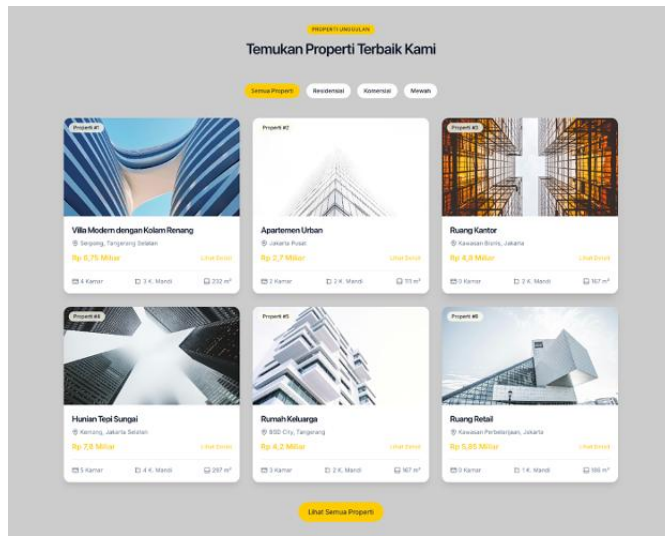 PROPERTI UNGGULAN
Temukan Properti Terbaik Kami
Semua Properti Residensial Komersial Mewah
Properti #1
Villa Modern dengan Kolam Renang
Serpong, Tangerang Selatan
Rp 6,75 Miliar Lihat Detail
4 Kamar 3 K. Mandi 232 m²
Properti #2
Apartemen Urban
Jakarta Pusat
Rp 2,7 Miliar Lihat Detail
2 Kamar 2 K. Mandi 111 m²
Properti #3
Ruang Kantor
Kawasan Bisnis, Jakarta
Rp 4,8 Miliar Lihat Detail
0 Kamar 2 K. Mandi 167 m²
Properti #4
Hunian Tepi Sungai
Kemang, Jakarta Selatan
Rp 7,8 Miliar Lihat Detail
5 Kamar 4 K. Mandi 297 m²
Properti #5
Rumah Keluarga
BSD City, Tangerang
Rp 4,2 Miliar Lihat Detail
3 Kamar 2 K. Mandi 167 m²
Properti #6
Ruang Retail
Kawasan Perbelanjaan, Jakarta
Rp 5,85 Miliar Lihat Detail
0 Kamar 1 K. Mandi m²
Lihat Semua Properti